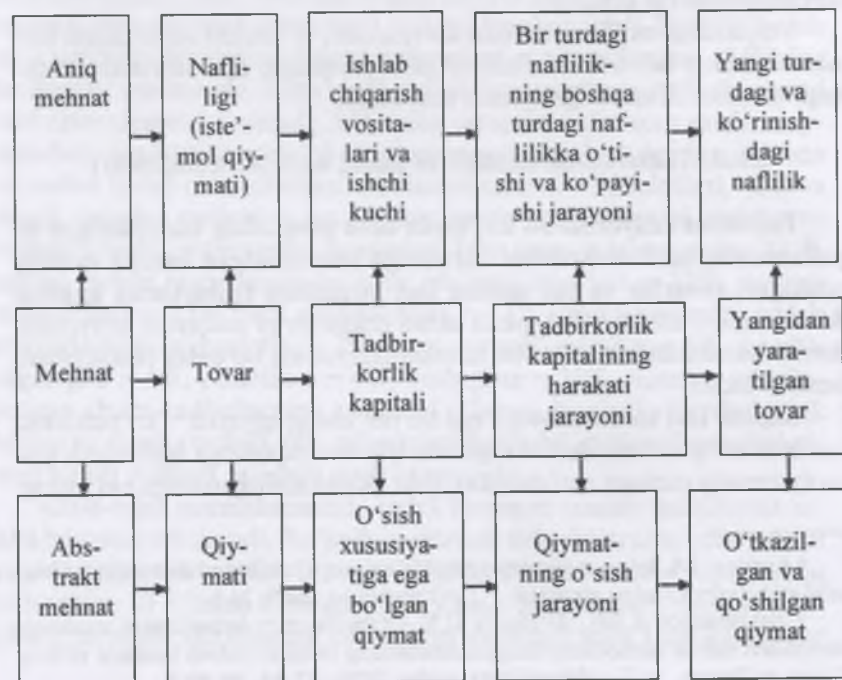 Aniq
mehnat
Nafli-
ligi
(iste’-
mol qiy-
mati)
Ishlab
chiqarish
vosita-
lari va
ishchi
kuchi
Bir turdagi
naflilik-
ning boshqa
turdagi naf-
lilikka o‘ti-
shi va ko‘payi-
shi jarayoni
Yangi tur-
dagi va
ko‘rinish-
dagi
naflilik
Mehnat
Tovar
Tadbir-
korlik
kapitali
Tadbirkorlik
kapitalining
harakati
jarayoni
Yangidan
yara-
tilgan
tovar
Abs-
trakt
mehnat
Qiy-
mati
O‘sish
xususiya-
tiga ega
bo‘lgan
qiymat
Qiymat-
ning o‘sish
jarayoni
O‘tkazil-
gan va
qo‘shilgan
qiymat